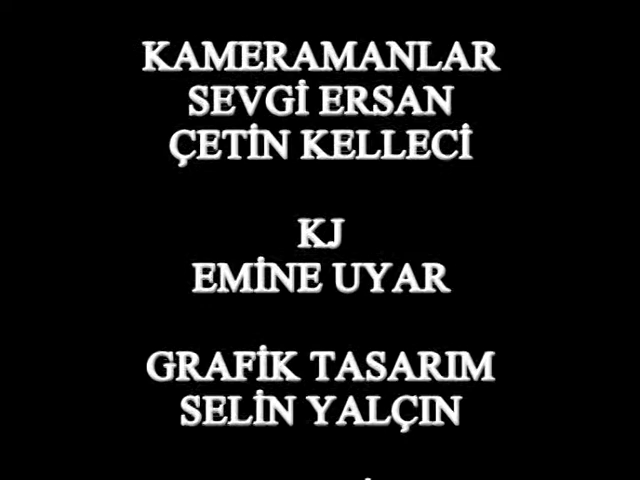 KAMERAMANLAR
SEVGİ ERSAN
ÇETİN KELLECİ
KJ
EMİNE UYAR
GRAFİK TASARIM
SELİN YALÇIN